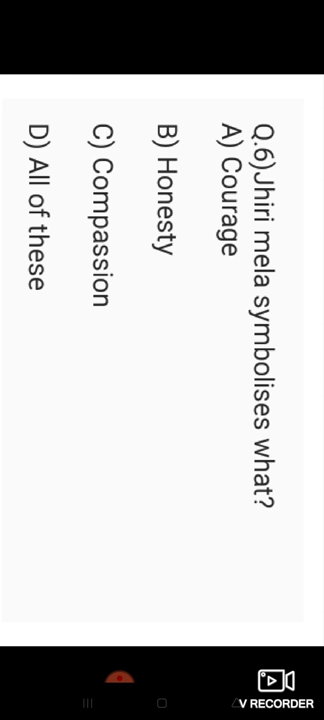 Q.6)Jhiri mela symbolises what?
A) Courage
B) Honesty
C) Compassion
D) All of these
V RECORDER